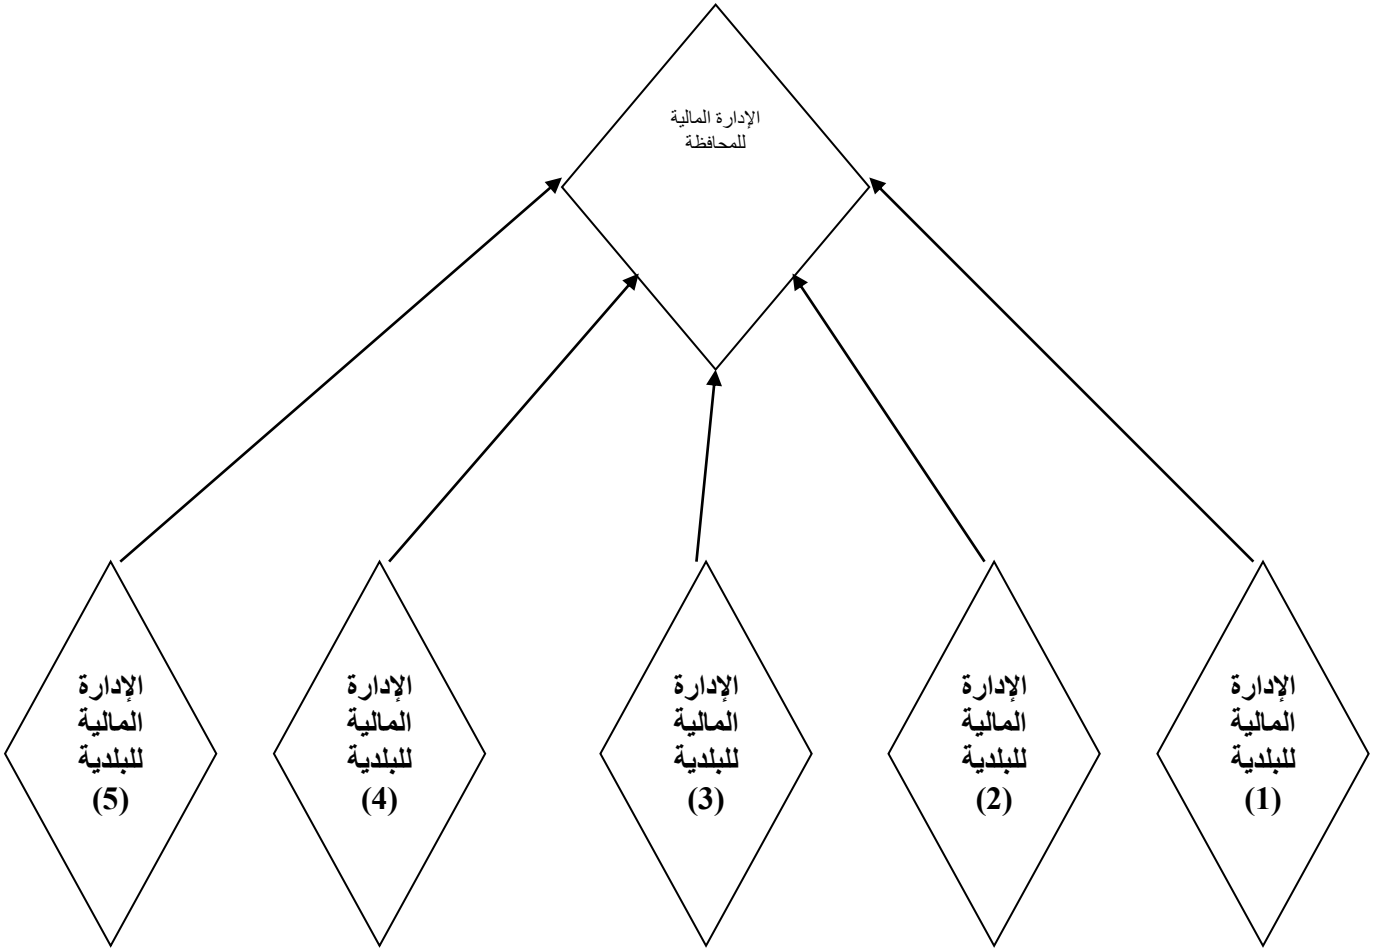 الإدارة المالية
للمحافظة
الإدارة
المالية
للبلدية
(1)
الإدارة
المالية
للبلدية
(2)
الإدارة
المالية
للبلدية
(3)
الإدارة
المالية
للبلدية
(4)
الإدارة
المالية
للبلدية
(5)